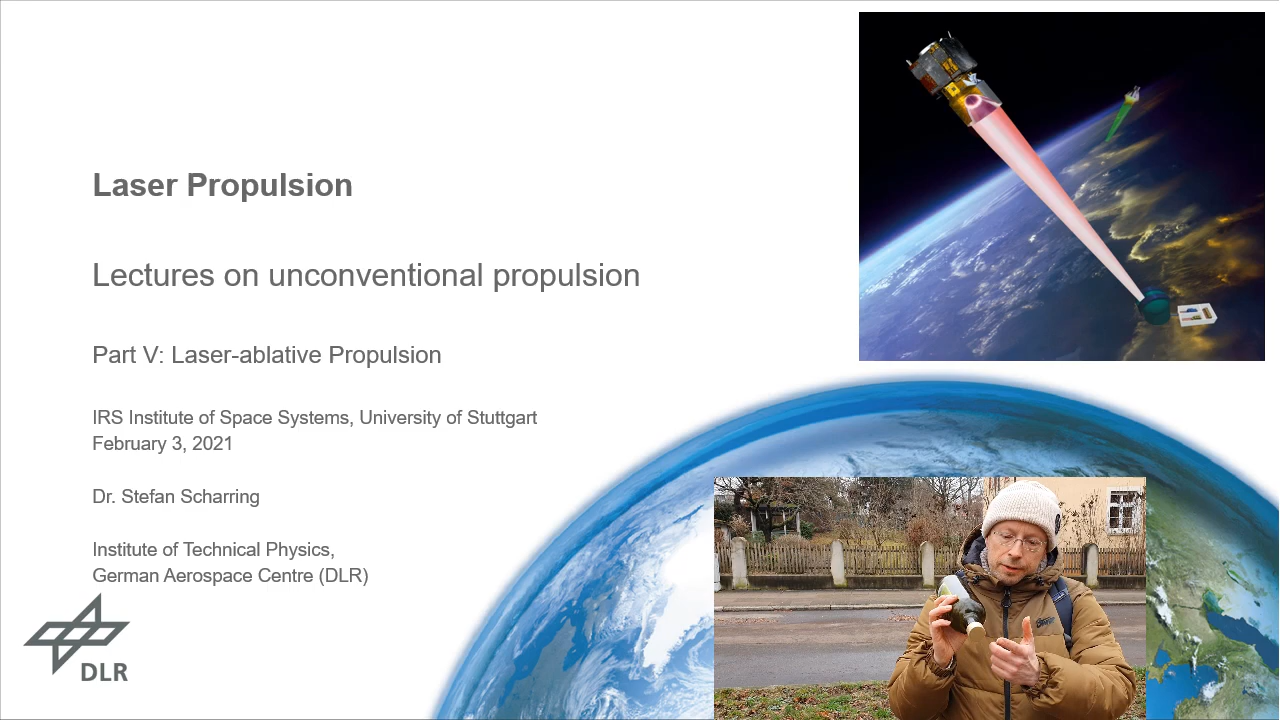 Laser Propulsion
Lectures on unconventional propulsion
Part V: Laser-ablative Propulsion
IRS Institute of Space Systems, University of Stuttgart
February 3, 2021
Dr. Stefan Scharring
Institute of Technical Physics,
German Aerospace Centre (DLR)
DLR